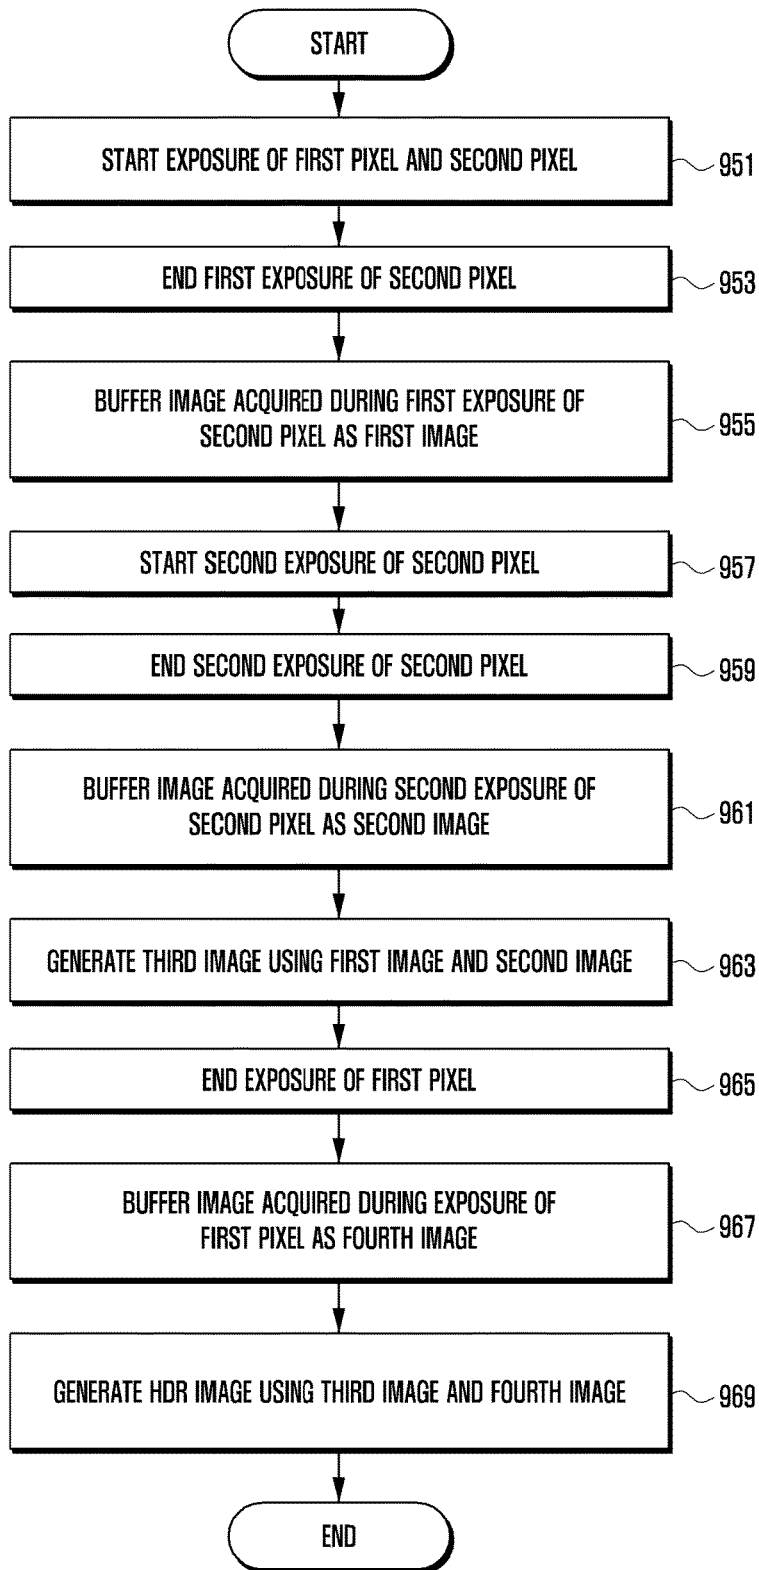 START
START EXPOSURE OF FIRST PIXEL AND SECOND PIXEL
951
END FIRST EXPOSURE OF SECOND PIXEL
953
BUFFER IMAGE ACQUIRED DURING FIRST EXPOSURE OF
SECOND PIXEL AS FIRST IMAGE
955
START SECOND EXPOSURE OF SECOND PIXEL
957
END SECOND EXPOSURE OF SECOND PIXEL
959
BUFFER IMAGE ACQUIRED DURING SECOND EXPOSURE OF
SECOND PIXEL AS SECOND IMAGE
961
GENERATE THIRD IMAGE USING FIRST IMAGE AND SECOND IMAGE
963
END EXPOSURE OF FIRST PIXEL
965
BUFFER IMAGE ACQUIRED DURING EXPOSURE OF
FIRST PIXEL AS FOURTH IMAGE
967
GENERATE HDR IMAGE USING THIRD IMAGE AND FOURTH IMAGE
969
END